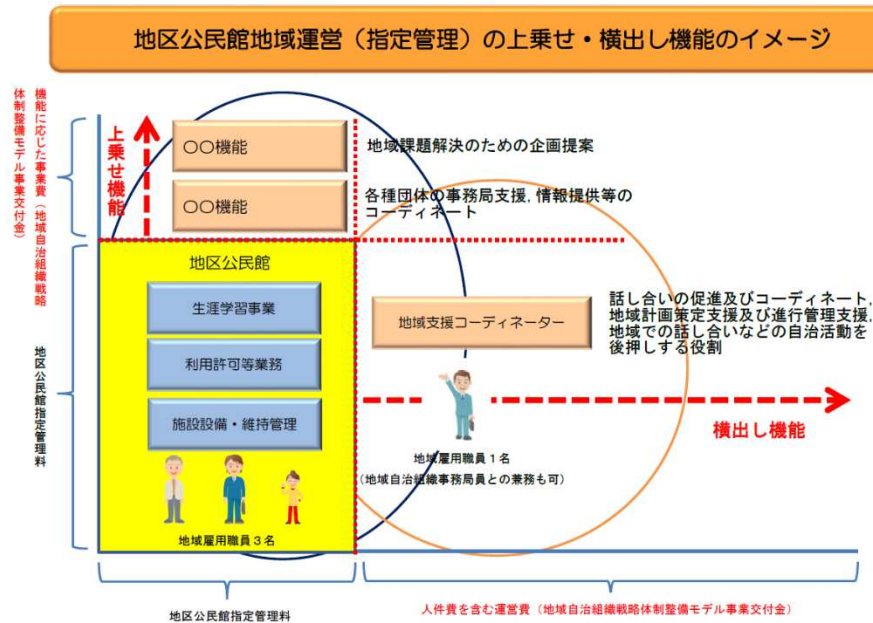 地区公民館地域運営（指定管理）の上乗せ・横出し機能のイメージ
機能に応じた事業費（地域自治組織戦略
体制整備モデル事業交付金）
上乗せ機能
〇〇機能
地域課題解決のための企画提案
〇〇機能
各種団体の事務局支援，情報提供等の
コーディネート
地区公民館
生涯学習事業
利用許可等業務
施設設備・維持管理
地域雇用職員３名
地区公民館指定管理料
地域支援コーディネーター
話し合いの促進及びコーディネート，
地域計画策定支援及び進行管理支援，
地域での話し合いなどの自治活動を
後押しする役割
横出し機能
地域雇用職員１名
（地域自治組織事務局員との兼務も可）
地区公民館指定管理料
人件費を含む運営費（地域自治組織戦略体制整備モデル事業交付金）